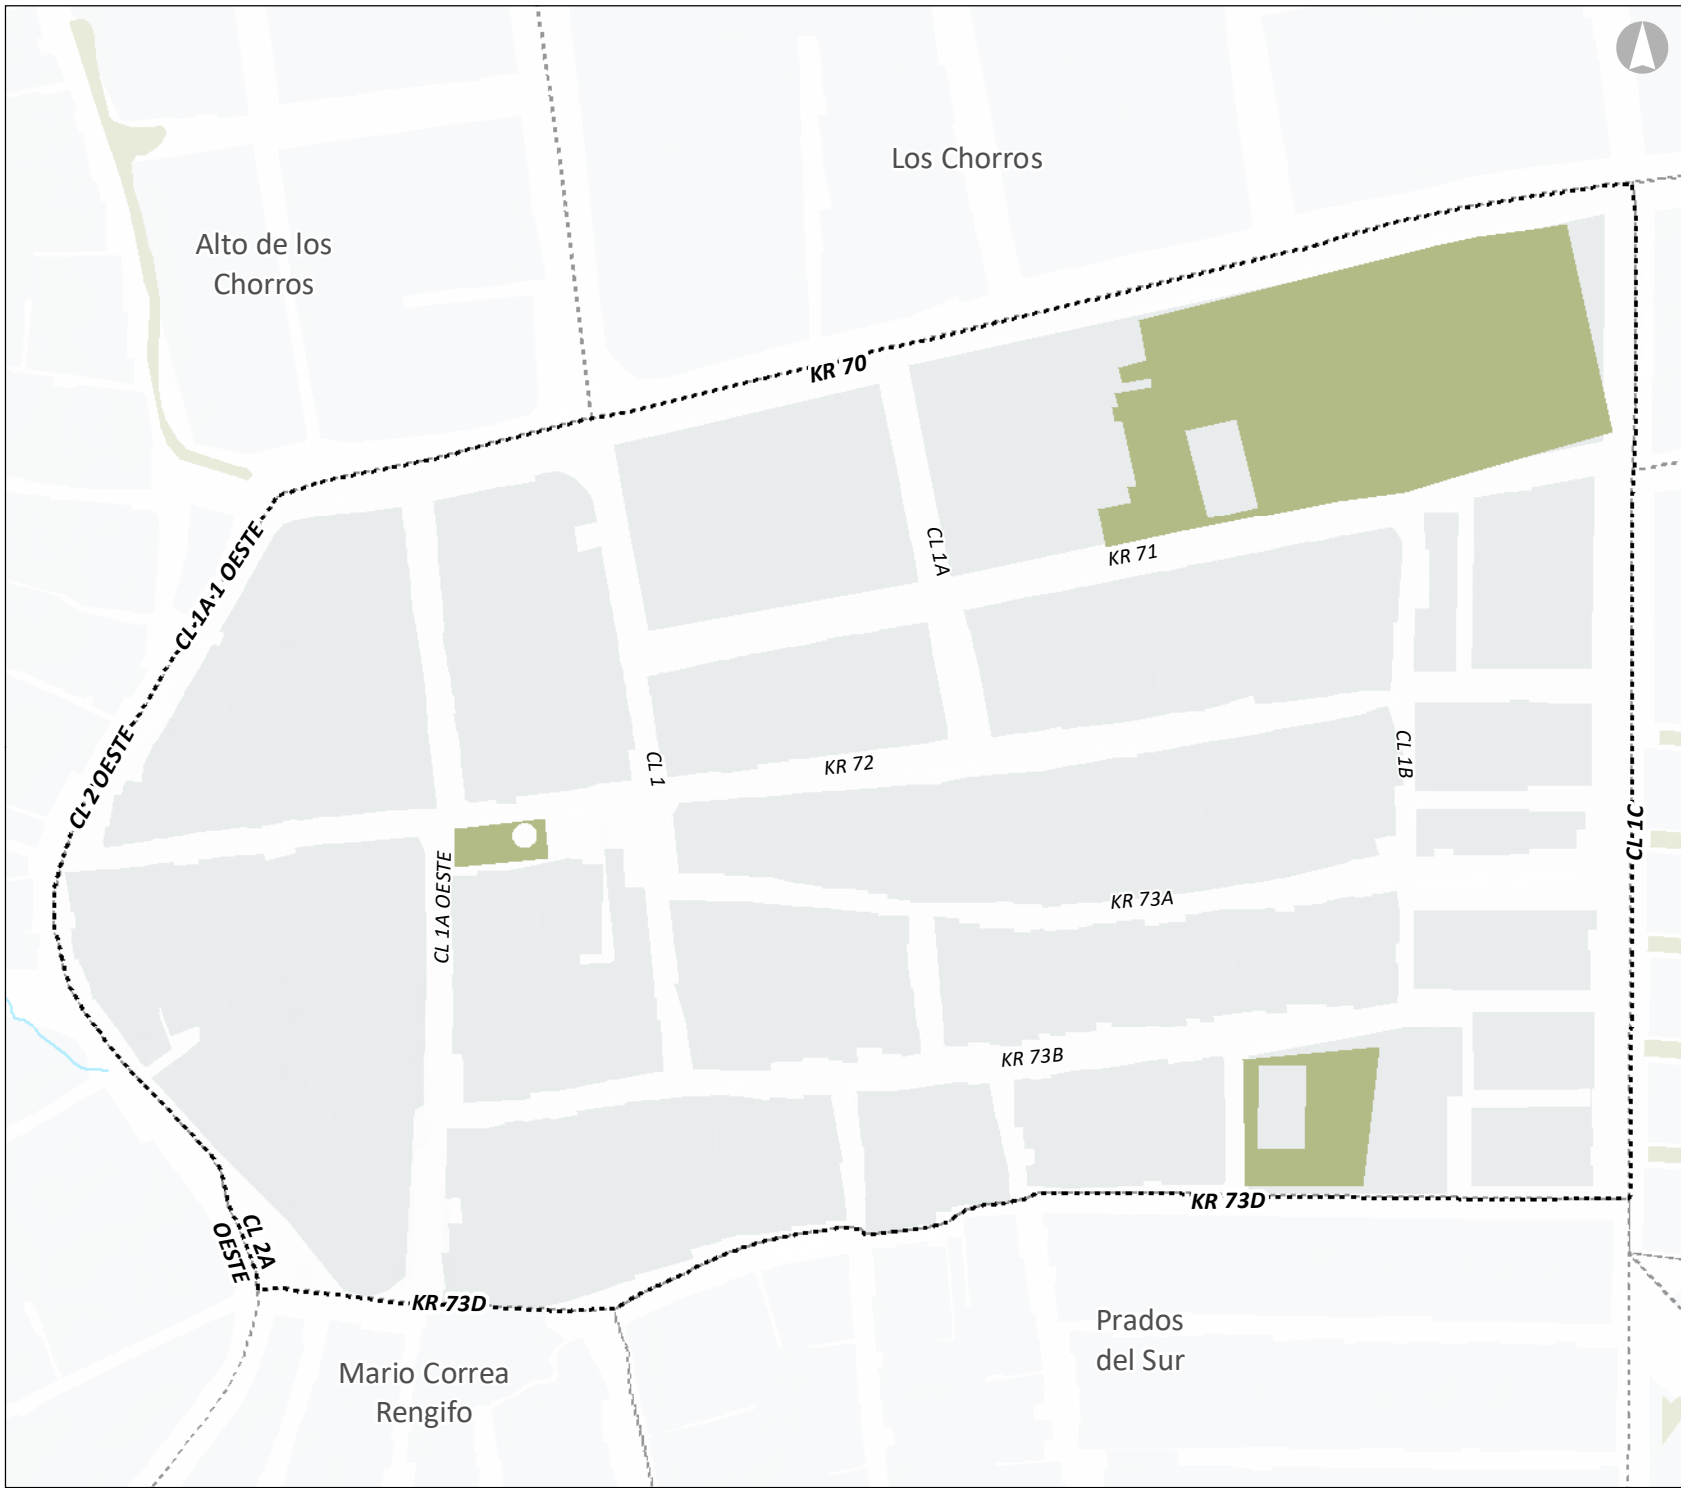 Los Chorros
Alto de los
Chorros
KR 70
CL 1A 1 OESTE
CL 1A
KR 71
CL 2 OESTE
CL 1
KR 72
CL 1B
CL 1C
CL 1A OESTE
KR 73A
KR 73B
KR 73D
CL 2A
OESTE
KR 73D
Prados
del Sur
Mario Correa
Rengifo